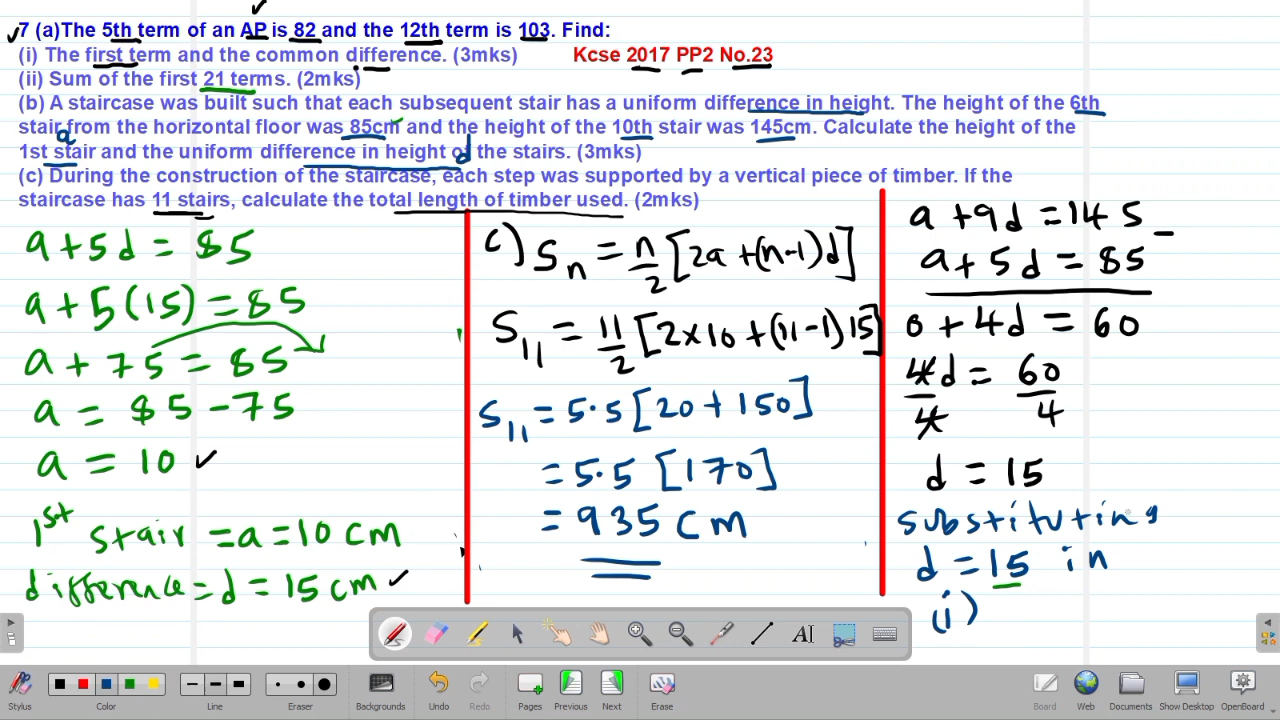 7 (a)The 5th term of an AP is 82 and the 12th term is 103. Find:
(i) The first term and the common difference. (3mks) Kcse 2017 PP2 No.23
(ii) Sum of the first 21 terms. (2mks)
(b) A staircase was built such that each subsequent stair has a uniform difference in height. The height of the 6th
stair from the horizontal floor was 85cm and the height of the 10th stair was 145cm. Calculate the height of the
a d
1st stair and the uniform difference in height of the stairs. (3mks)
(c) During the construction of the staircase, each step was supported by a vertical piece of timber. If the
staircase has 11 stairs, calculate the total length of timber used. (2mks)
a + 5d = 85
a + 5(15) = 85
a + 75 = 85
a = 85 - 75
a = 10 ✓
1st stair = a = 10 cm
difference = d = 15 cm ✓
c) Sn = n/2 [2a + (n-1)d]
S11 = 11/2 [2x10 + (11-1)15]
S11 = 5.5 [20 + 150]
= 5.5 [170]
= 935 cm
a + 9d = 145 -
a + 5d = 85
0 + 4d = 60
4d/4 = 60/4
d = 15
substituting
d = 15 in
(i)
AI
Stylus Color Line Eraser Backgrounds Undo Redo Pages Previous Next Erase Board Web Documents Show Desktop OpenBoard